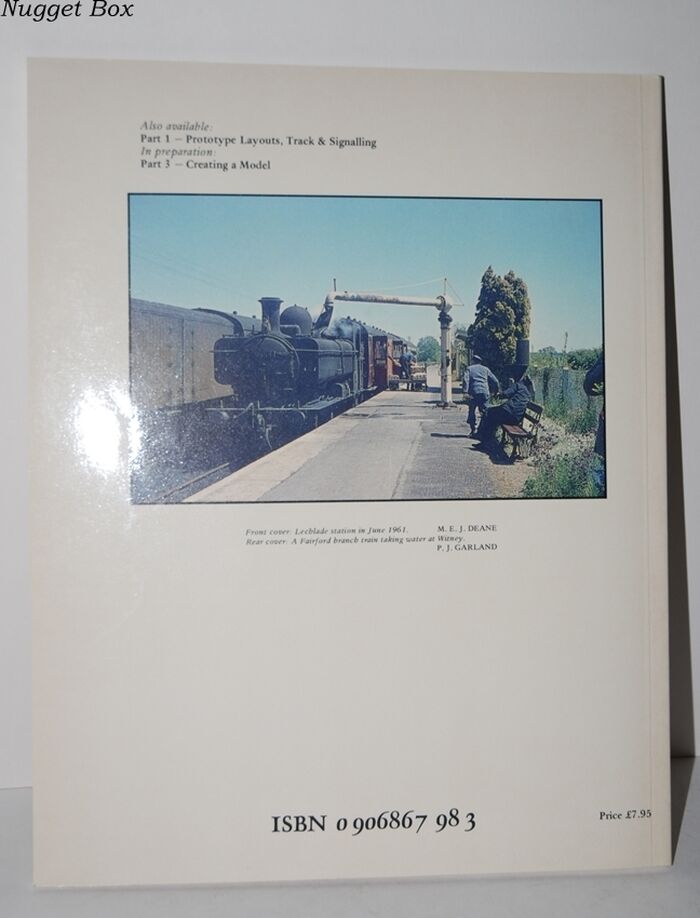 Nugget Box
Also available:
Part 1 – Prototype Layouts, Track & Signalling
In preparation:
Part 3 – Creating a Model
Front cover: Lechlade station in June 1961. M. E. J. DEANE
Rear cover: A Fairford branch train taking water at Witney.
P. J. GARLAND
ISBN 0 906867 98 3
Price £7.95